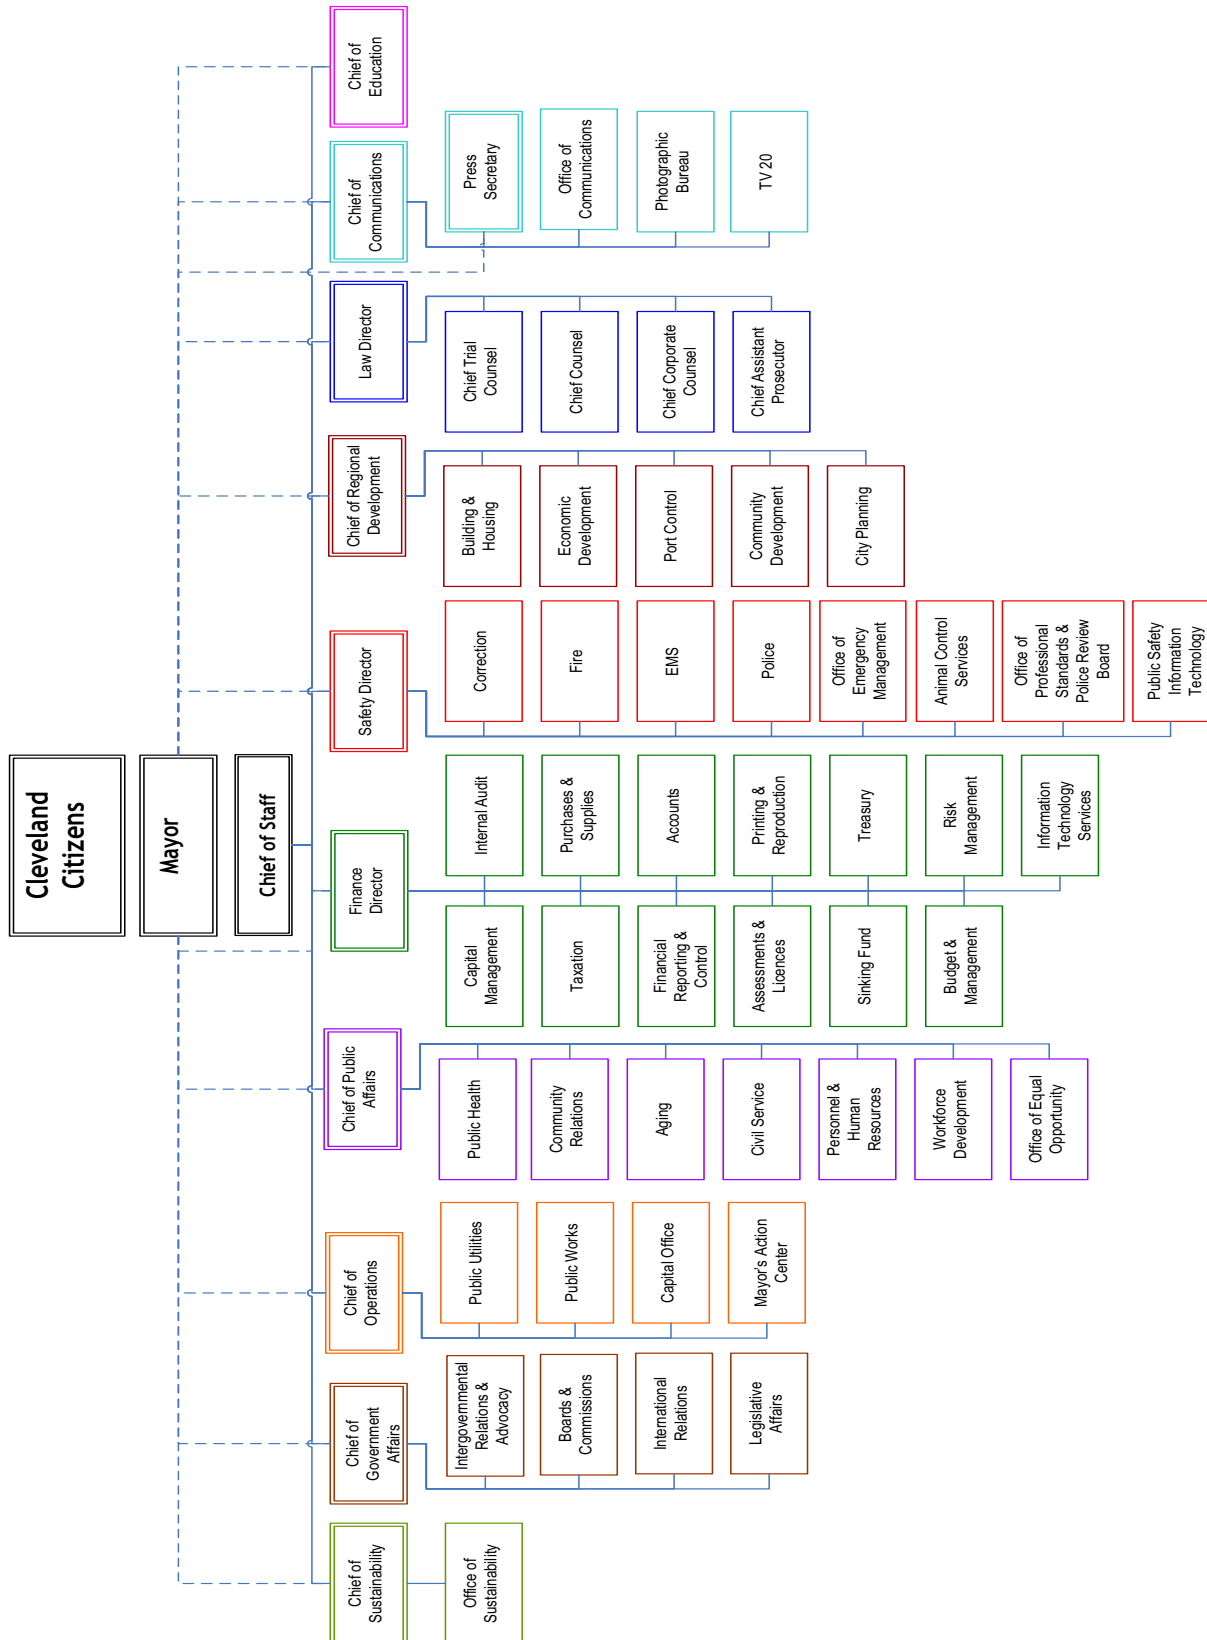 Cleveland
Citizens
Mayor
Chief of Staff
Chief of
Sustainability
Office of
Sustainability
Chief of
Government
Affairs
Intergovernmental
Relations &
Advocacy
Boards &
Commissions
International
Relations
Legislative
Affairs
Chief of
Operations
Public Utilities
Public Works
Capital Office
Mayor's Action
Center
Chief of Public
Affairs
Public Health
Community
Relations
Aging
Civil Service
Personnel &
Human
Resources
Workforce
Development
Office of Equal
Opportunity
Finance
Director
Capital
Management
Taxation
Financial
Reporting &
Control
Assessments &
Licences
Sinking Fund
Budget &
Management
Internal Audit
Purchases &
Supplies
Accounts
Printing &
Reproduction
Treasury
Risk
Management
Information
Technology
Services
Safety Director
Correction
Fire
EMS
Police
Office of
Emergency
Management
Animal Control
Services
Office of
Professional
Standards &
Police Review
Board
Public Safety
Information
Technology
Chief of Regional
Development
Building &
Housing
Economic
Development
Port Control
Community
Development
City Planning
Law Director
Chief Trial
Counsel
Chief Counsel
Chief Corporate
Counsel
Chief Assistant
Prosecutor
Chief of
Communications
Press
Secretary
Office of
Communications
Photographic
Bureau
TV 20
Chief of
Education